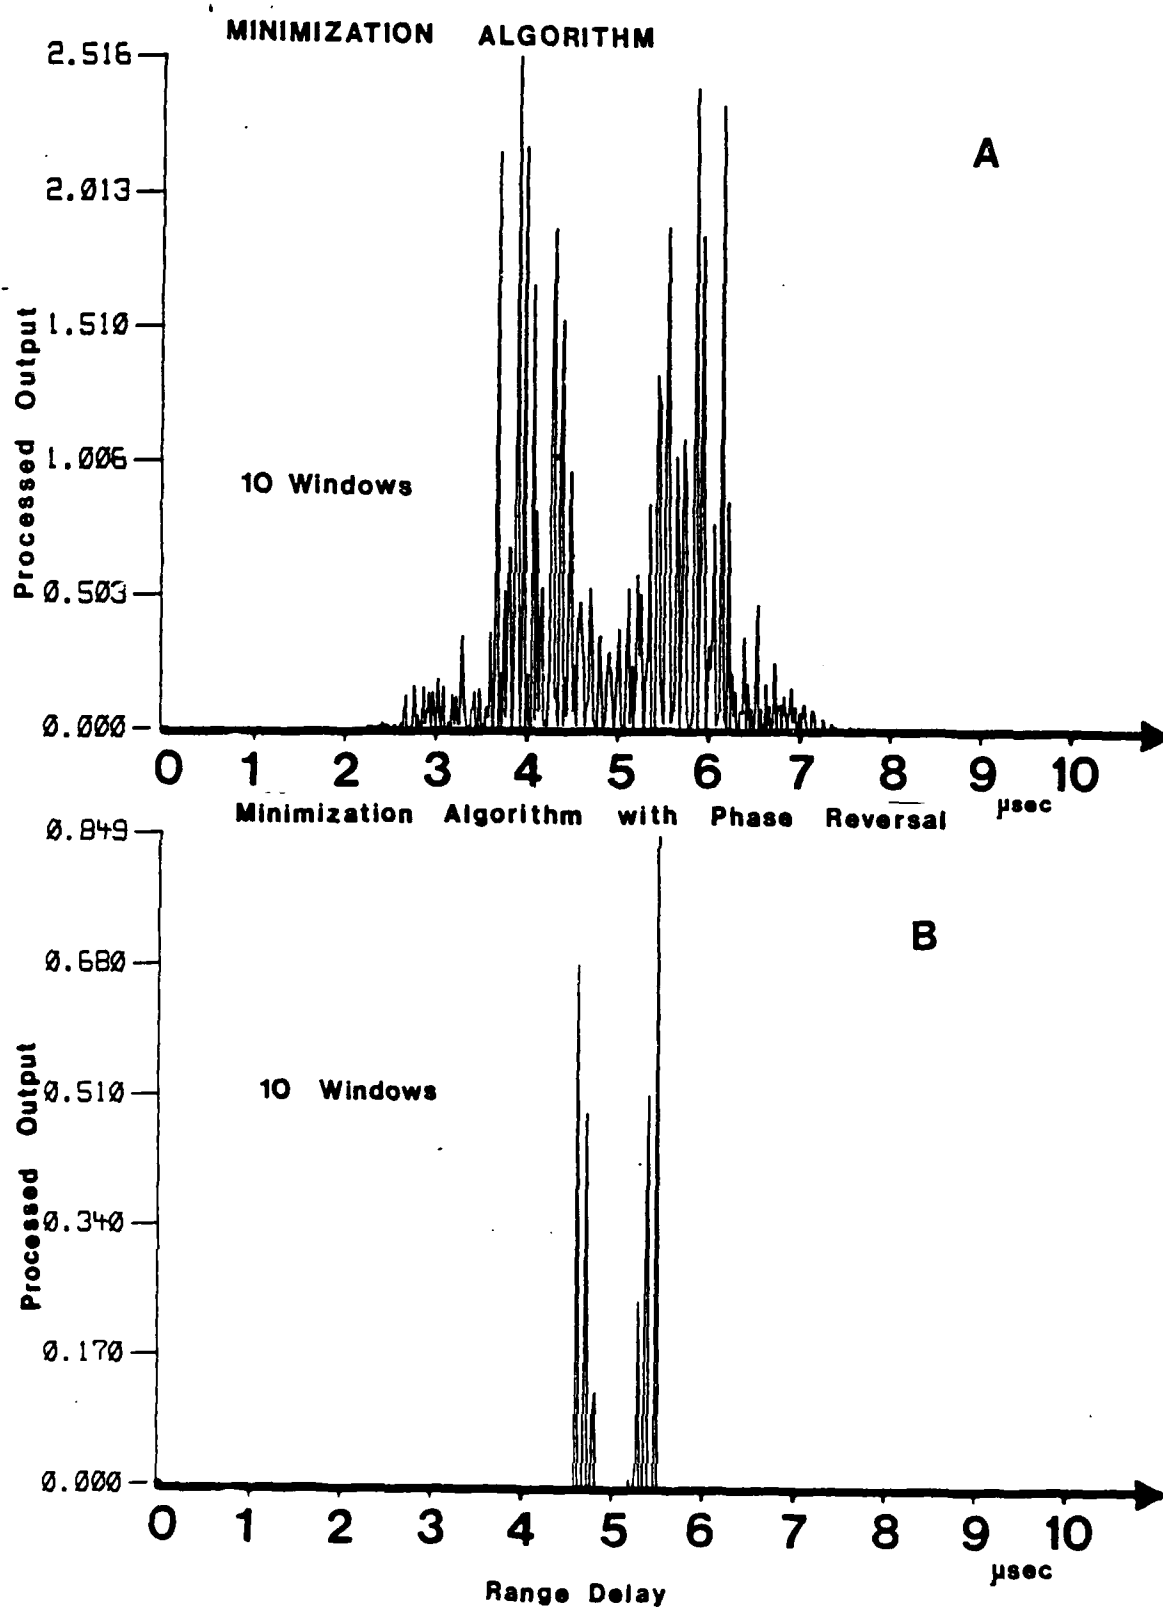 MINIMIZATION ALGORITHM
2.516
2.013
1.510
1.006
0.503
0.000
Processed Output
A
10 Windows
0 1 2 3 4 5 6 7 8 9 10
µsec
Minimization Algorithm with Phase Reversal
0.849
0.680
0.510
0.340
0.170
0.000
Processed Output
B
10 Windows
0 1 2 3 4 5 6 7 8 9 10
µsec
Range Delay